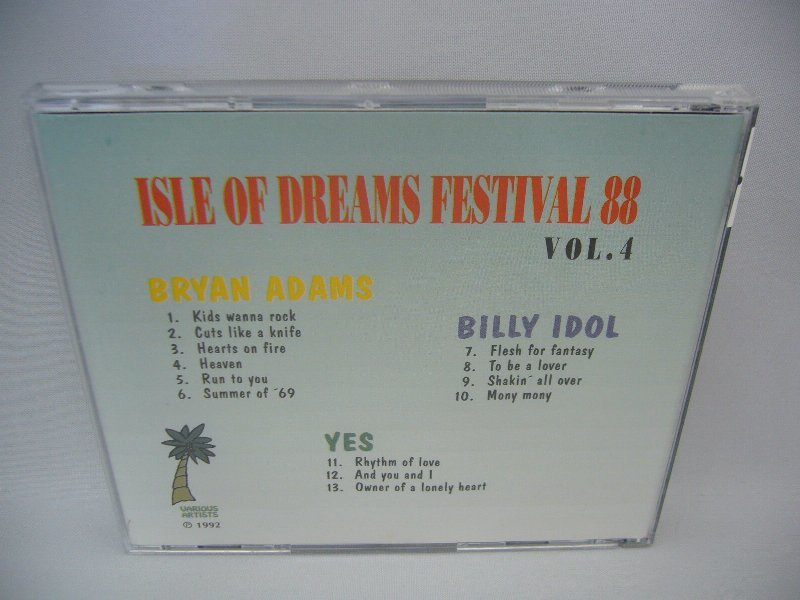 ISLE OF DREAMS FESTIVAL 88
VOL.4
BRYAN ADAMS
1. Kids wanna rock
2. Cuts like a knife
3. Hearts on fire
4. Heaven
5. Run to you
6. Summer of ´69
BILLY IDOL
7. Flesh for fantasy
8. To be a lover
9. Shakin´ all over
10. Mony mony
YES
11. Rhythm of love
12. And you and I
13. Owner of a lonely heart
VARIOUS
ARTISTS
℗ 1992